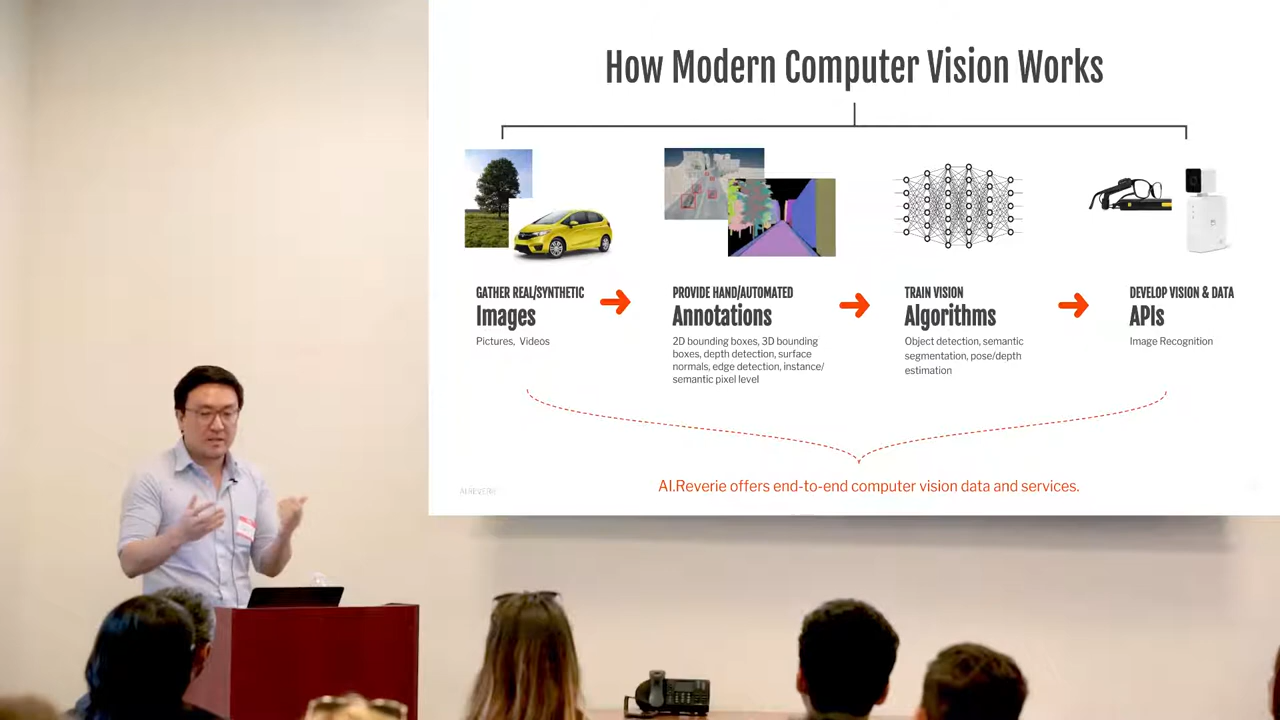 How Modern Computer Vision Works
GATHER REAL/SYNTHETIC
Images
Pictures, Videos
PROVIDE HAND/AUTOMATED
Annotations
2D bounding boxes, 3D bounding
boxes, depth detection, surface
normals, edge detection, instance/
semantic pixel level
TRAIN VISION
Algorithms
Object detection, semantic
segmentation, pose/depth
estimation
DEVELOP VISION & DATA
APIs
Image Recognition
AI.Reverie offers end-to-end computer vision data and services.
AI.REVERIE